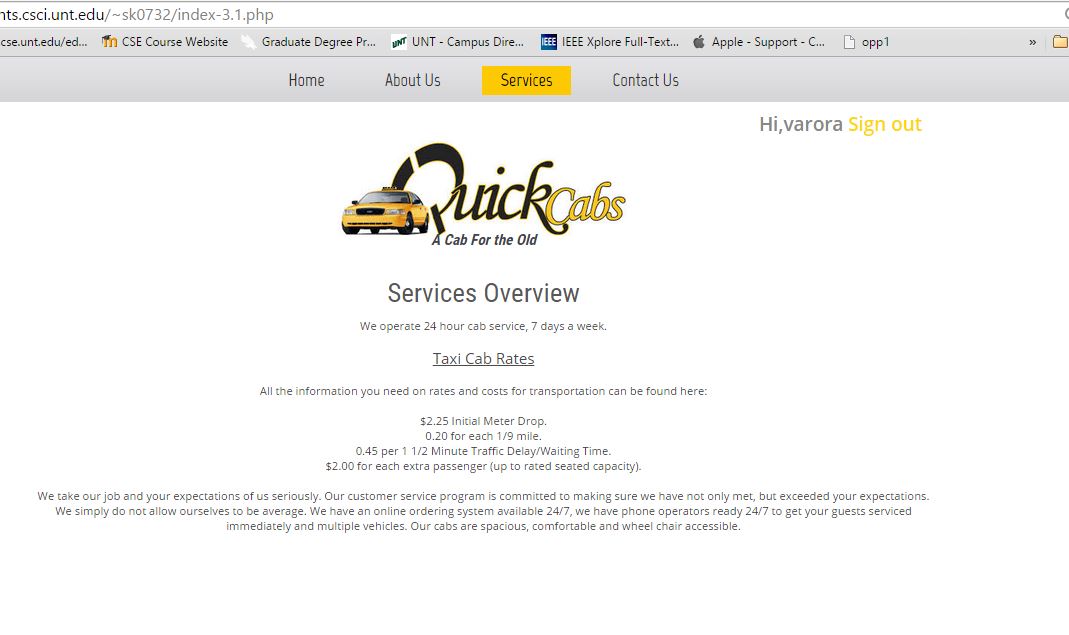 nts.csci.unt.edu/~sk0732/index-3.1.php
cse.unt.edu/ed... CSE Course Website Graduate Degree Pr... UNT UNT - Campus Dire... IEEE IEEE Xplore Full-Text... Apple - Support - C... opp1 »
Home About Us Services Contact Us
Hi,varora Sign out
QuickCabs
A Cab For the Old
Services Overview
We operate 24 hour cab service, 7 days a week.
Taxi Cab Rates
All the information you need on rates and costs for transportation can be found here:
$2.25 Initial Meter Drop.
0.20 for each 1/9 mile.
0.45 per 1 1/2 Minute Traffic Delay/Waiting Time.
$2.00 for each extra passenger (up to rated seated capacity).
We take our job and your expectations of us seriously. Our customer service program is committed to making sure we have not only met, but exceeded your expectations.
We simply do not allow ourselves to be average. We have an online ordering system available 24/7, we have phone operators ready 24/7 to get your guests serviced
immediately and multiple vehicles. Our cabs are spacious, comfortable and wheel chair accessible.